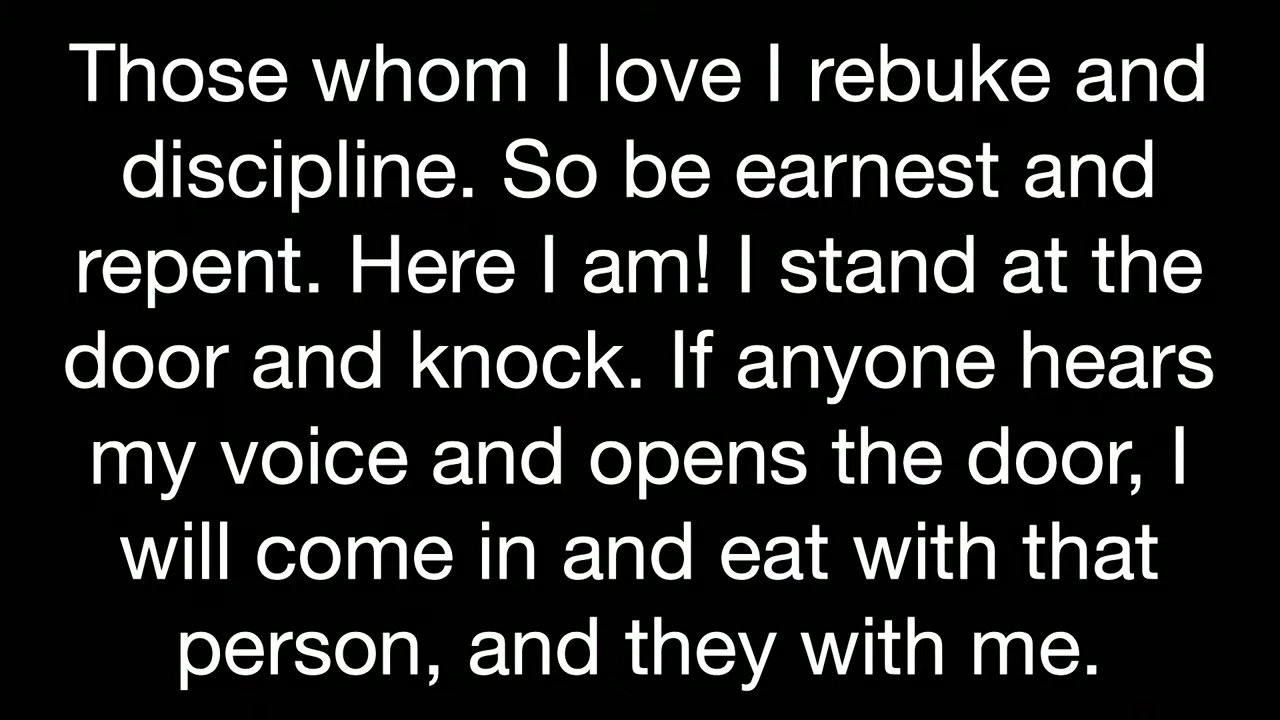 Those whom I love I rebuke and
discipline. So be earnest and
repent. Here I am! I stand at the
door and knock. If anyone hears
my voice and opens the door, I
will come in and eat with that
person, and they with me.